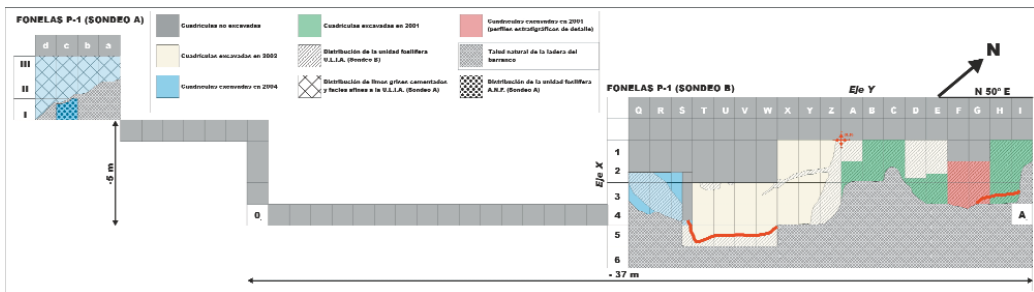 FONELAS P-1 (SONDEO A)
d c b a
III
II
I
-5 m
Cuadrículas no excavadas
Cuadrículas excavadas en 2002
Cuadrículas excavadas en 2004
Cuadrículas excavadas en 2001
Distribución de la unidad fosilífera
U.L.I.A. (Sondeo B)
Distribución de limos grises cementados
y facies afines a la U.L.I.A. (Sondeo A)
Cuadrículas excavadas en 2001
(perfiles estratigráficos de detalle)
Talud natural de la ladera del
barranco
Distribución de la unidad fosilífera
A.N.F. (Sondeo A)
N
N 50º E
FONELAS P-1 (SONDEO B)
Eje Y
Q R S T U V W X Y Z A B C D E F G H I
Eje X
1
2
3
4
5
6
A
0
- 37 m